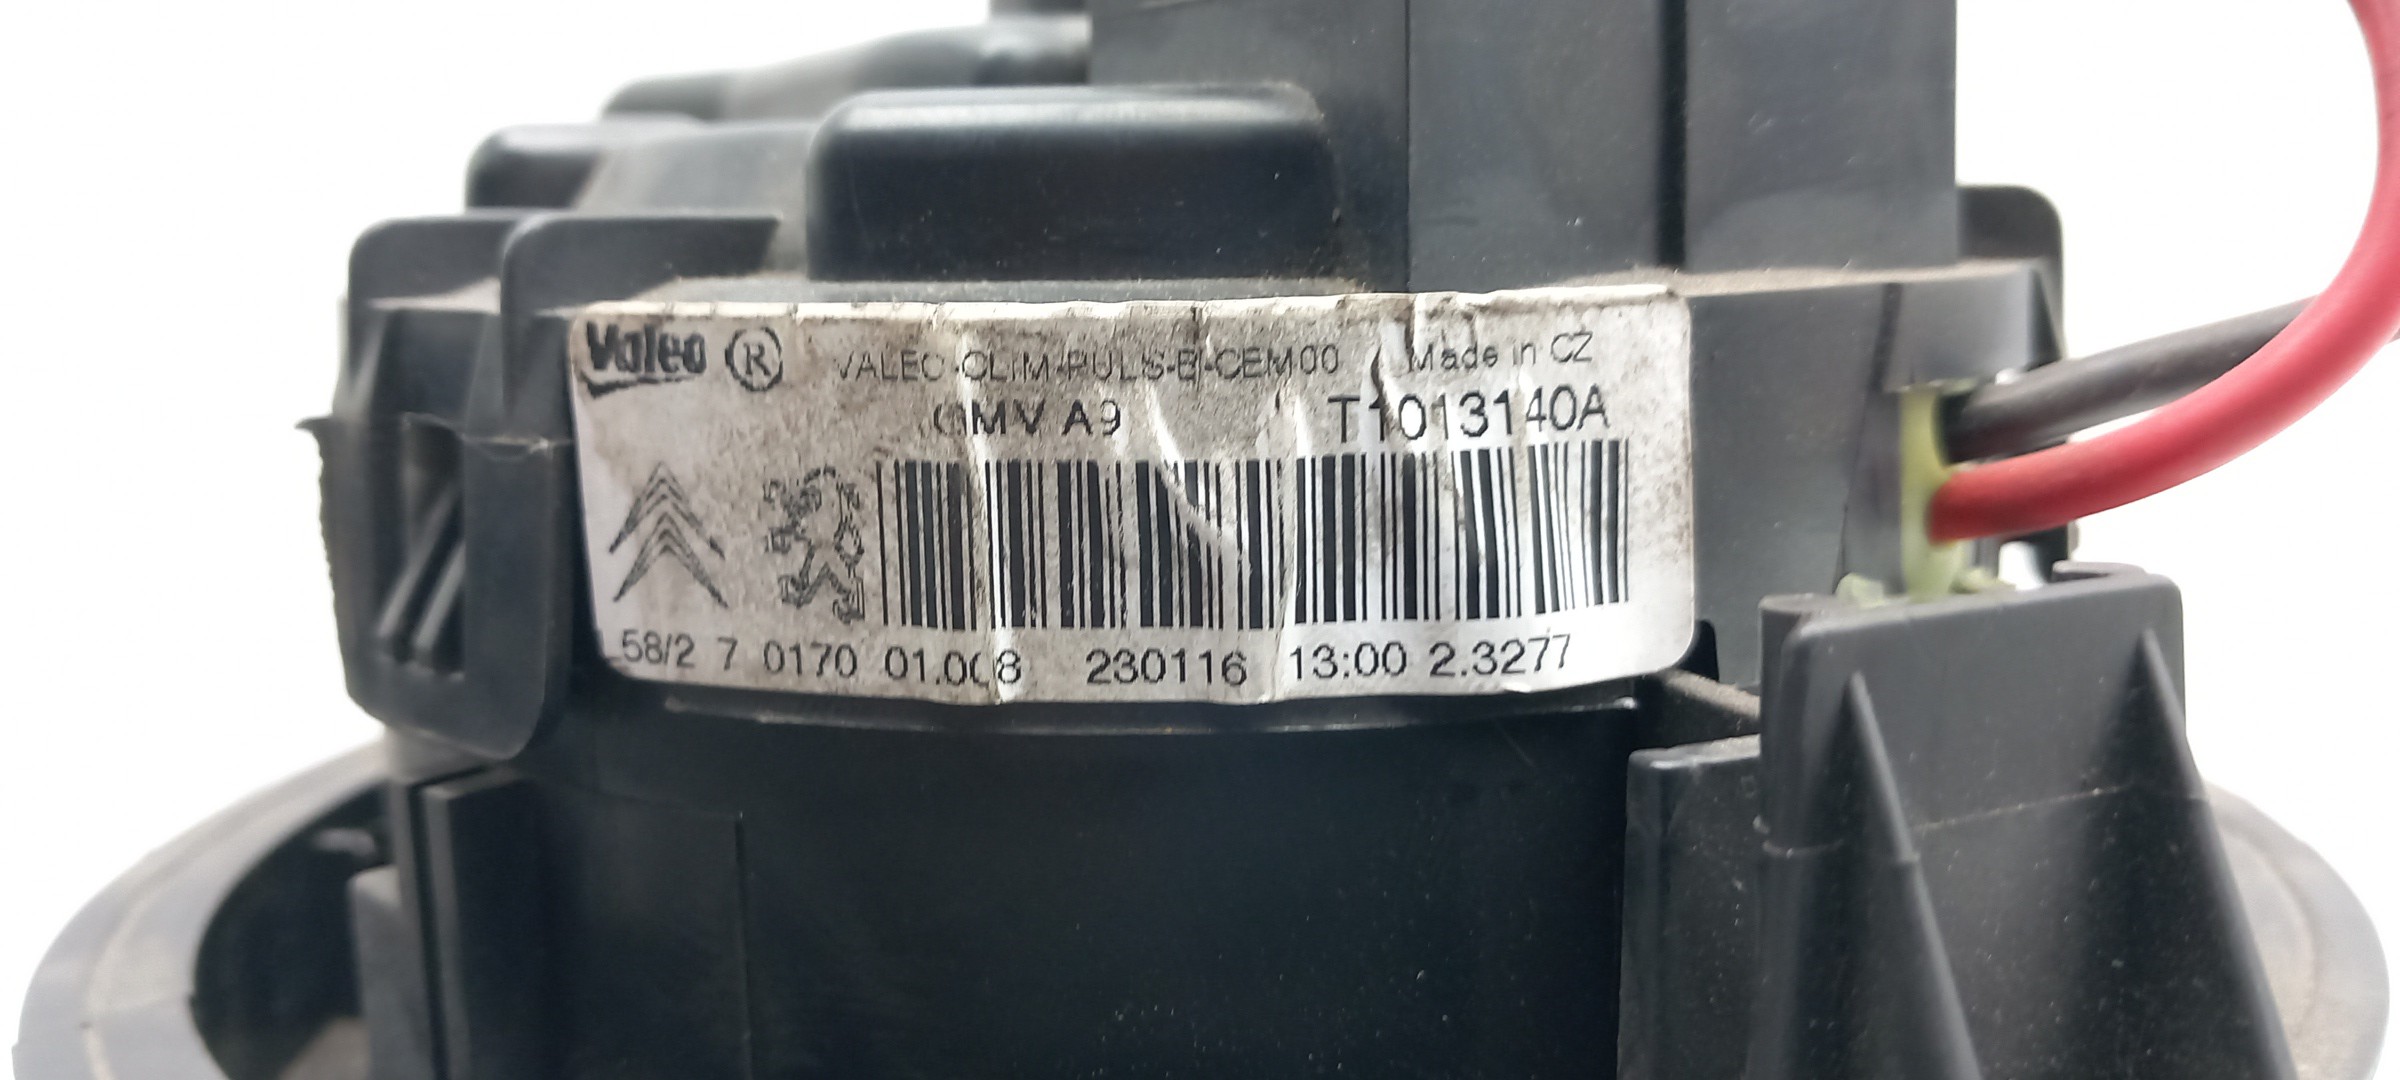 Valeo ® VALEO-CLIM-PULS-B-CEM00 Made in CZ
GMV A9 T1013140A
58/2 7 0170 01.008 230116 13:00 2.3277